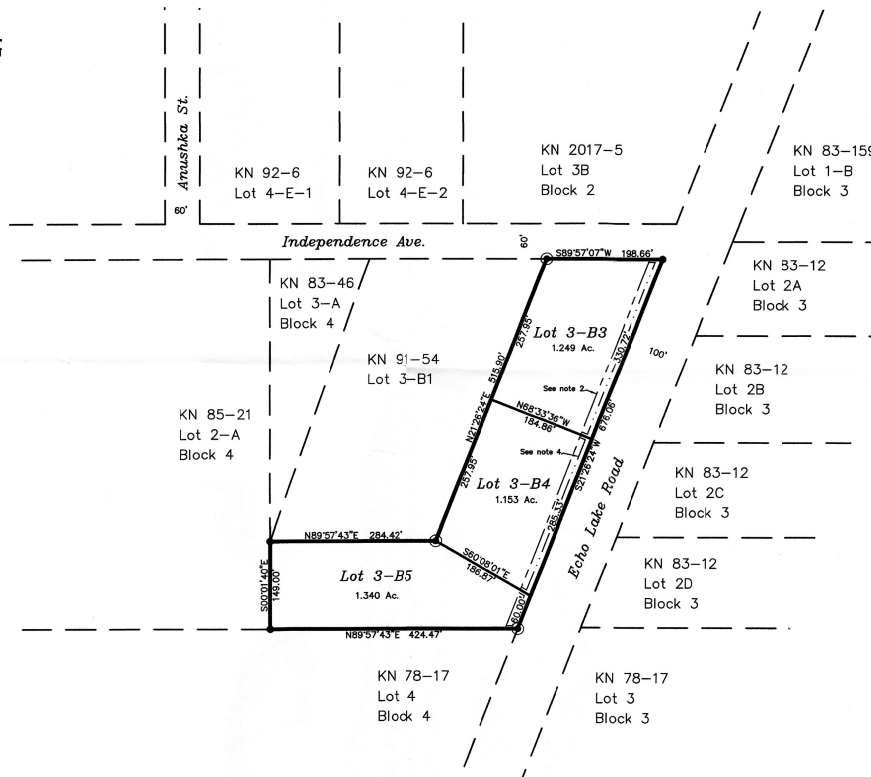 Anushka St.
60'
KN 92-6
Lot 4-E-1
KN 92-6
Lot 4-E-2
KN 2017-5
Lot 3B
Block 2
KN 83-159
Lot 1-B
Block 3
Independence Ave.
60'
S89°57'07"W 198.66'
KN 83-46
Lot 3-A
Block 4
KN 83-12
Lot 2A
Block 3
Lot 3-B3
1.249 Ac.
257.95'
515.90'
330.72'
100'
KN 91-54
Lot 3-B1
KN 83-12
Lot 2B
Block 3
See note 2
N68°33'36"W
184.86'
N21°26'24"E
676.06'
KN 85-21
Lot 2-A
Block 4
See note 4
S21°26'24"W
257.95'
Lot 3-B4
1.153 Ac.
285.33'
Echo Lake Road
KN 83-12
Lot 2C
Block 3
N89°57'43"E 284.42'
S60°08'01"E
186.87'
KN 83-12
Lot 2D
Block 3
S00°01'40"E
149.00'
Lot 3-B5
1.340 Ac.
60.00'
N89°57'43"E 424.47'
KN 78-17
Lot 4
Block 4
KN 78-17
Lot 3
Block 3